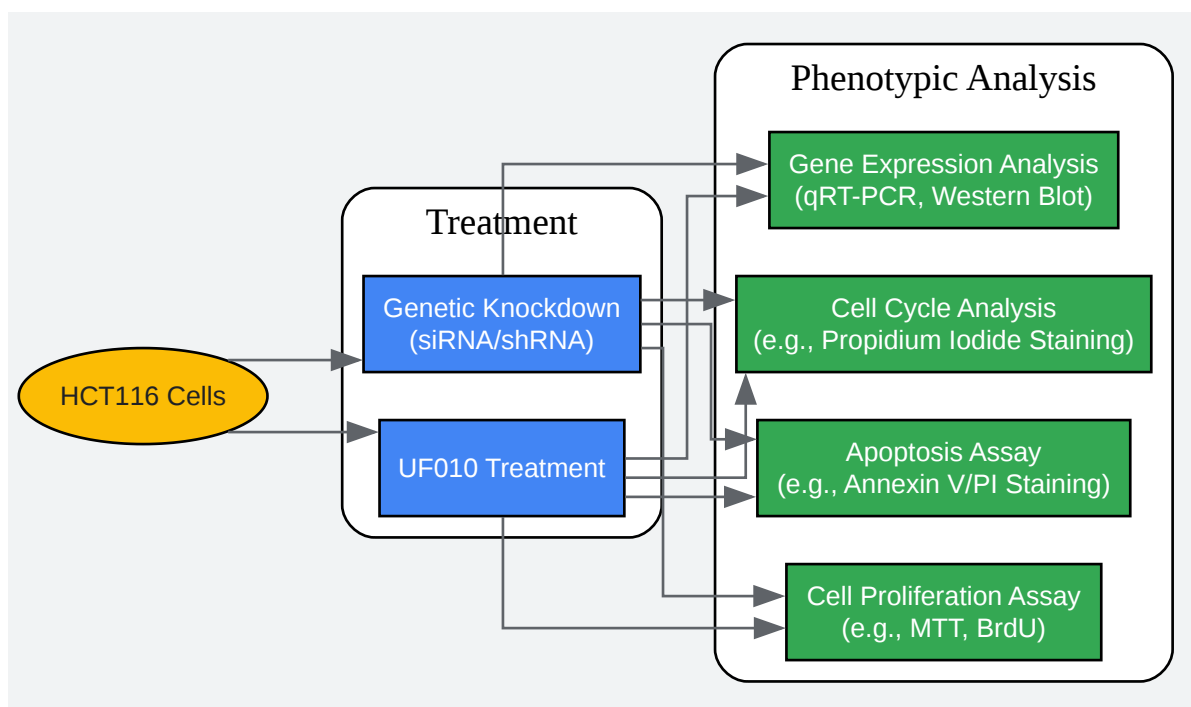 HCT116 Cells
Treatment
Genetic Knockdown
(siRNA/shRNA)
UF010 Treatment
Phenotypic Analysis
Gene Expression Analysis
(qRT-PCR, Western Blot)
Cell Cycle Analysis
(e.g., Propidium Iodide Staining)
Apoptosis Assay
(e.g., Annexin V/PI Staining)
Cell Proliferation Assay
(e.g., MTT, BrdU)